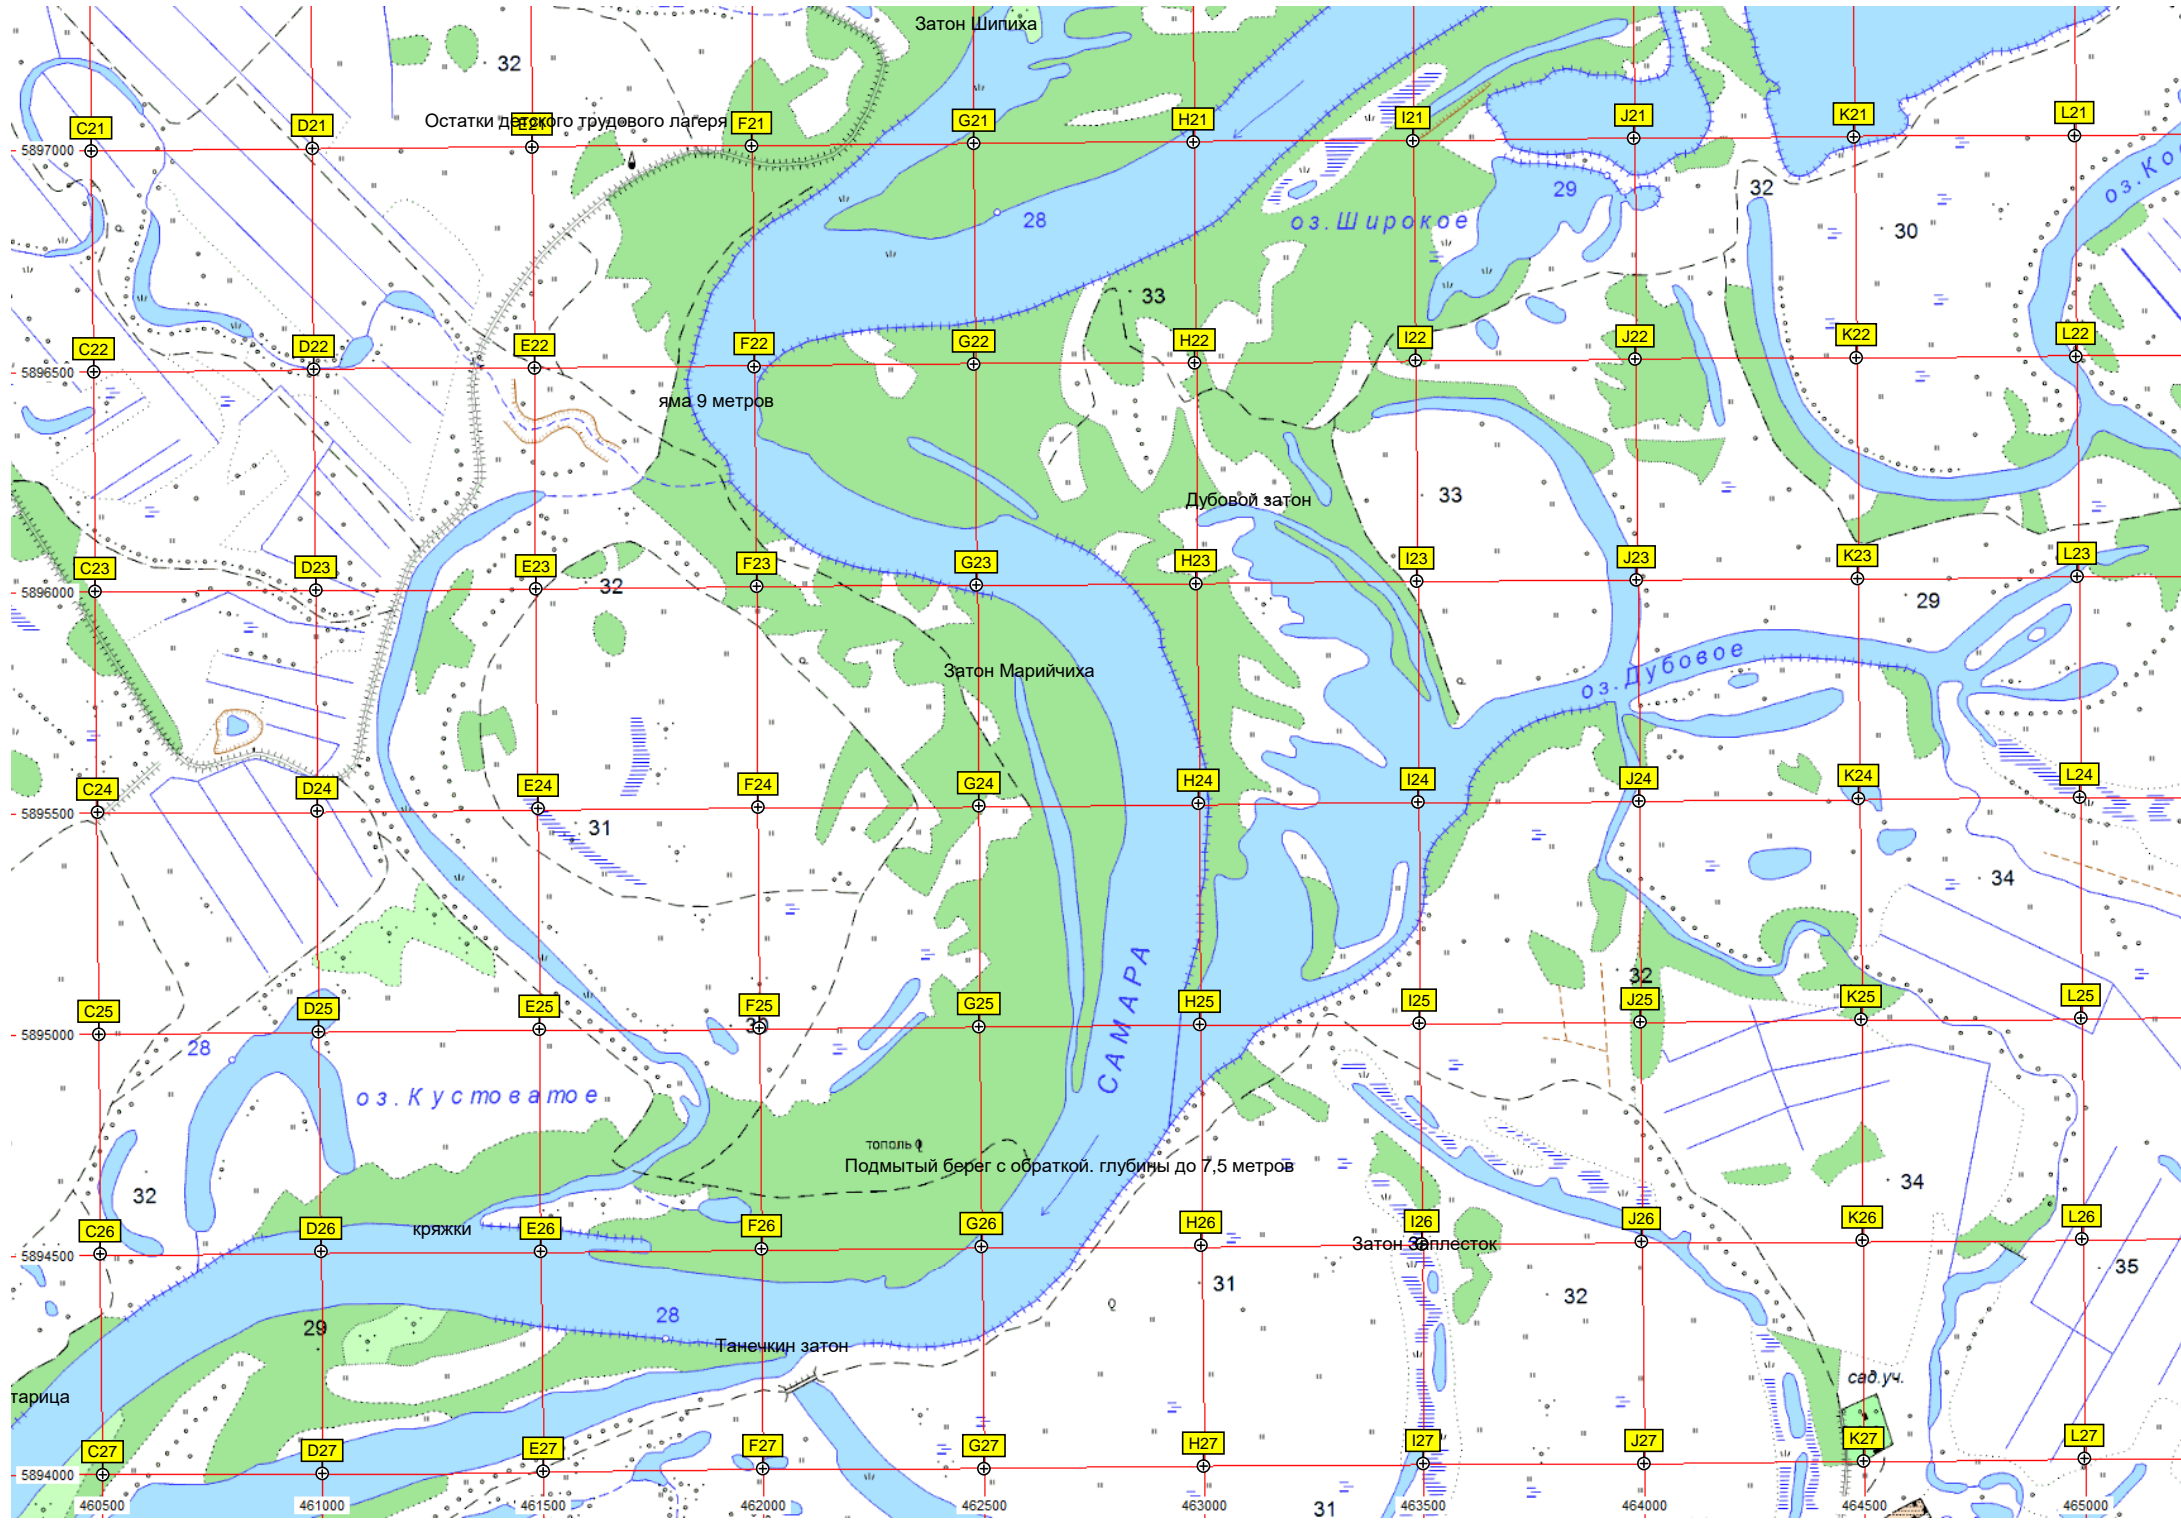 Затон Шипиха
32
C21
D21
E21
Остатки детского трудового лагеря
F21
G21
H21
I21
J21
K21
L21
5897000
28
оз. Широкое
29
32
30
33
C22
D22
E22
F22
G22
H22
I22
J22
K22
L22
5896500
яма 9 метров
Дубовой затон
33
C23
D23
E23
F23
G23
H23
I23
J23
K23
L23
5896000
32
29
Затон Марийчиха
оз. Дубовое
C24
D24
E24
F24
G24
H24
I24
J24
K24
L24
5895500
31
34
САМАРА
32
C25
D25
E25
F25
G25
H25
I25
J25
K25
L25
5895000
28
оз. Кустоватое
тополь
Подмытый берег с обраткой. глубины до 7,5 метров
32
34
C26
D26
кряжки
E26
F26
G26
H26
I26
J26
K26
L26
5894500
Затон Заплесток
31
32
35
29
28
Танечкин затон
сад.уч.
тарица
C27
D27
E27
F27
G27
H27
I27
J27
K27
L27
5894000
31
460500
461000
461500
462000
462500
463000
463500
464000
464500
465000